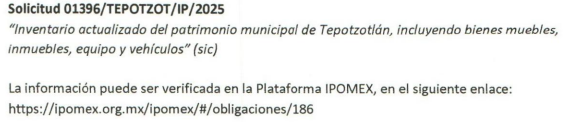 Solicitud 01396/TEPOTZOT/IP/2025
“Inventario actualizado del patrimonio municipal de Tepotzotlán, incluyendo bienes muebles,
inmuebles, equipo y vehículos” (sic)
La información puede ser verificada en la Plataforma IPOMEX, en el siguiente enlace:
https://ipomex.org.mx/ipomex/#/obligaciones/186